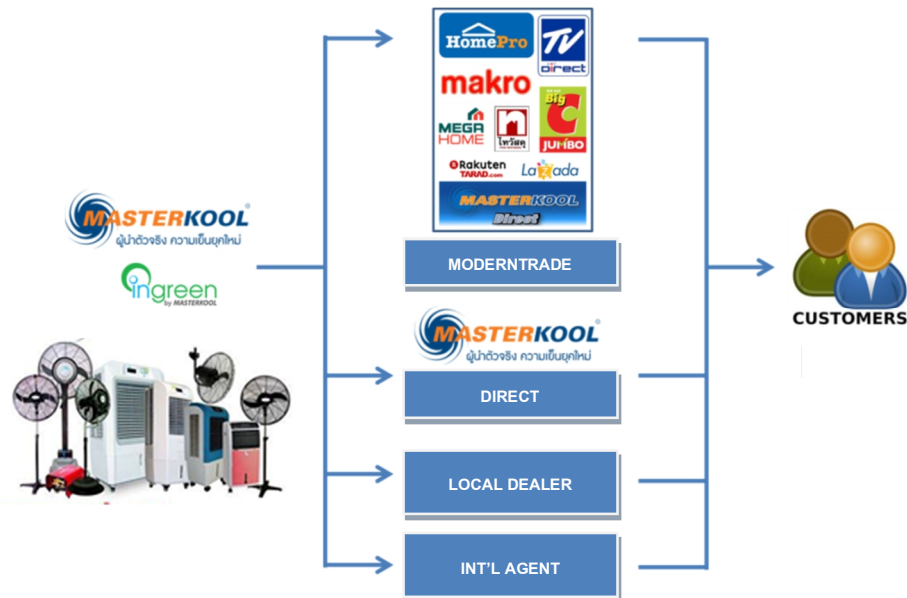 MASTERKOOL®
ผู้นำตัวจริง ความเย็นยุคใหม่
ingreen
by MASTERKOOL
HomePro
TV
direct
makro
Big
C
JUMBO
MEGA
HOME
ไทวัสดุ
Rakuten
TARAD.com
Lazada
MASTERKOOL
Direct
MODERNTRADE
MASTERKOOL®
ผู้นำตัวจริง ความเย็นยุคใหม่
DIRECT
LOCAL DEALER
INT'L AGENT
CUSTOMERS